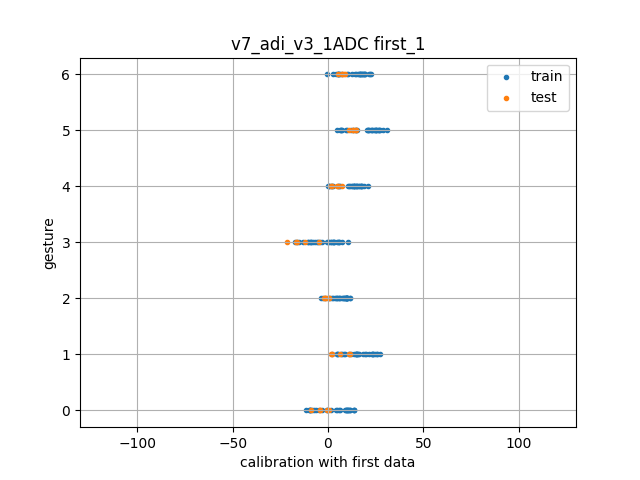 v7_adi_v3_1ADC first_1
train
test
6
5
4
3
2
1
0
gesture
−100
−50
0
50
100
calibration with first data